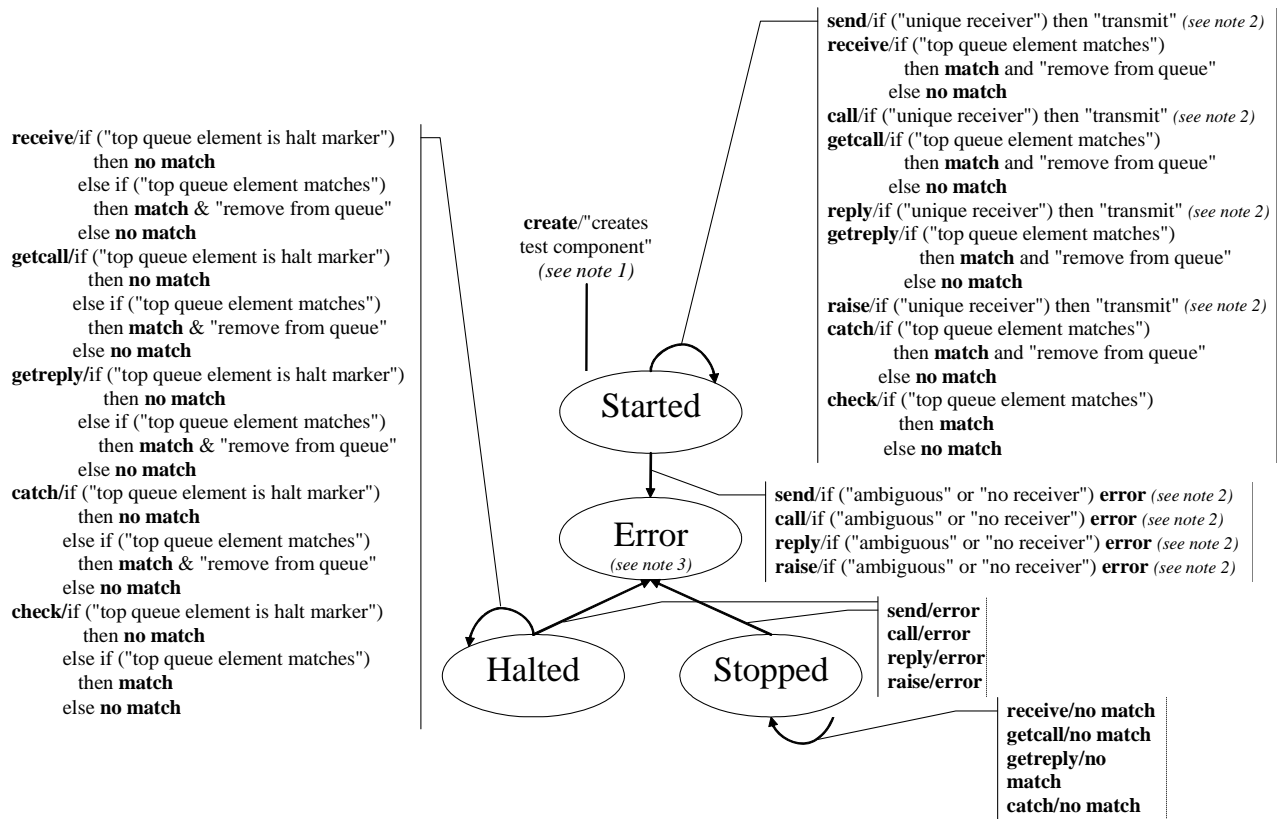 send/if ("unique receiver") then "transmit" (see note 2)
receive/if ("top queue element matches")
then match and "remove from queue"
else no match
call/if ("unique receiver") then "transmit" (see note 2)
getcall/if ("top queue element matches")
then match and "remove from queue"
else no match
reply/if ("unique receiver") then "transmit" (see note 2)
getreply/if ("top queue element matches")
then match and "remove from queue"
else no match
raise/if ("unique receiver") then "transmit" (see note 2)
catch/if ("top queue element matches")
then match and "remove from queue"
else no match
check/if ("top queue element matches")
then match
else no match
receive/if ("top queue element is halt marker")
then no match
else if ("top queue element matches")
then match & "remove from queue"
else no match
getcall/if ("top queue element is halt marker")
then no match
else if ("top queue element matches")
then match & "remove from queue"
else no match
getreply/if ("top queue element is halt marker")
then no match
else if ("top queue element matches")
then match & "remove from queue"
else no match
catch/if ("top queue element is halt marker")
then no match
else if ("top queue element matches")
then match & "remove from queue"
else no match
check/if ("top queue element is halt marker")
then no match
else if ("top queue element matches")
then match
else no match
create/"creates
test component"
(see note 1)
Started
Error
(see note 3)
send/if ("ambiguous" or "no receiver") error (see note 2)
call/if ("ambiguous" or "no receiver") error (see note 2)
reply/if ("ambiguous" or "no receiver") error (see note 2)
raise/if ("ambiguous" or "no receiver") error (see note 2)
Halted
Stopped
send/error
call/error
reply/error
raise/error
receive/no match
getcall/no match
getreply/no
match
catch/no match